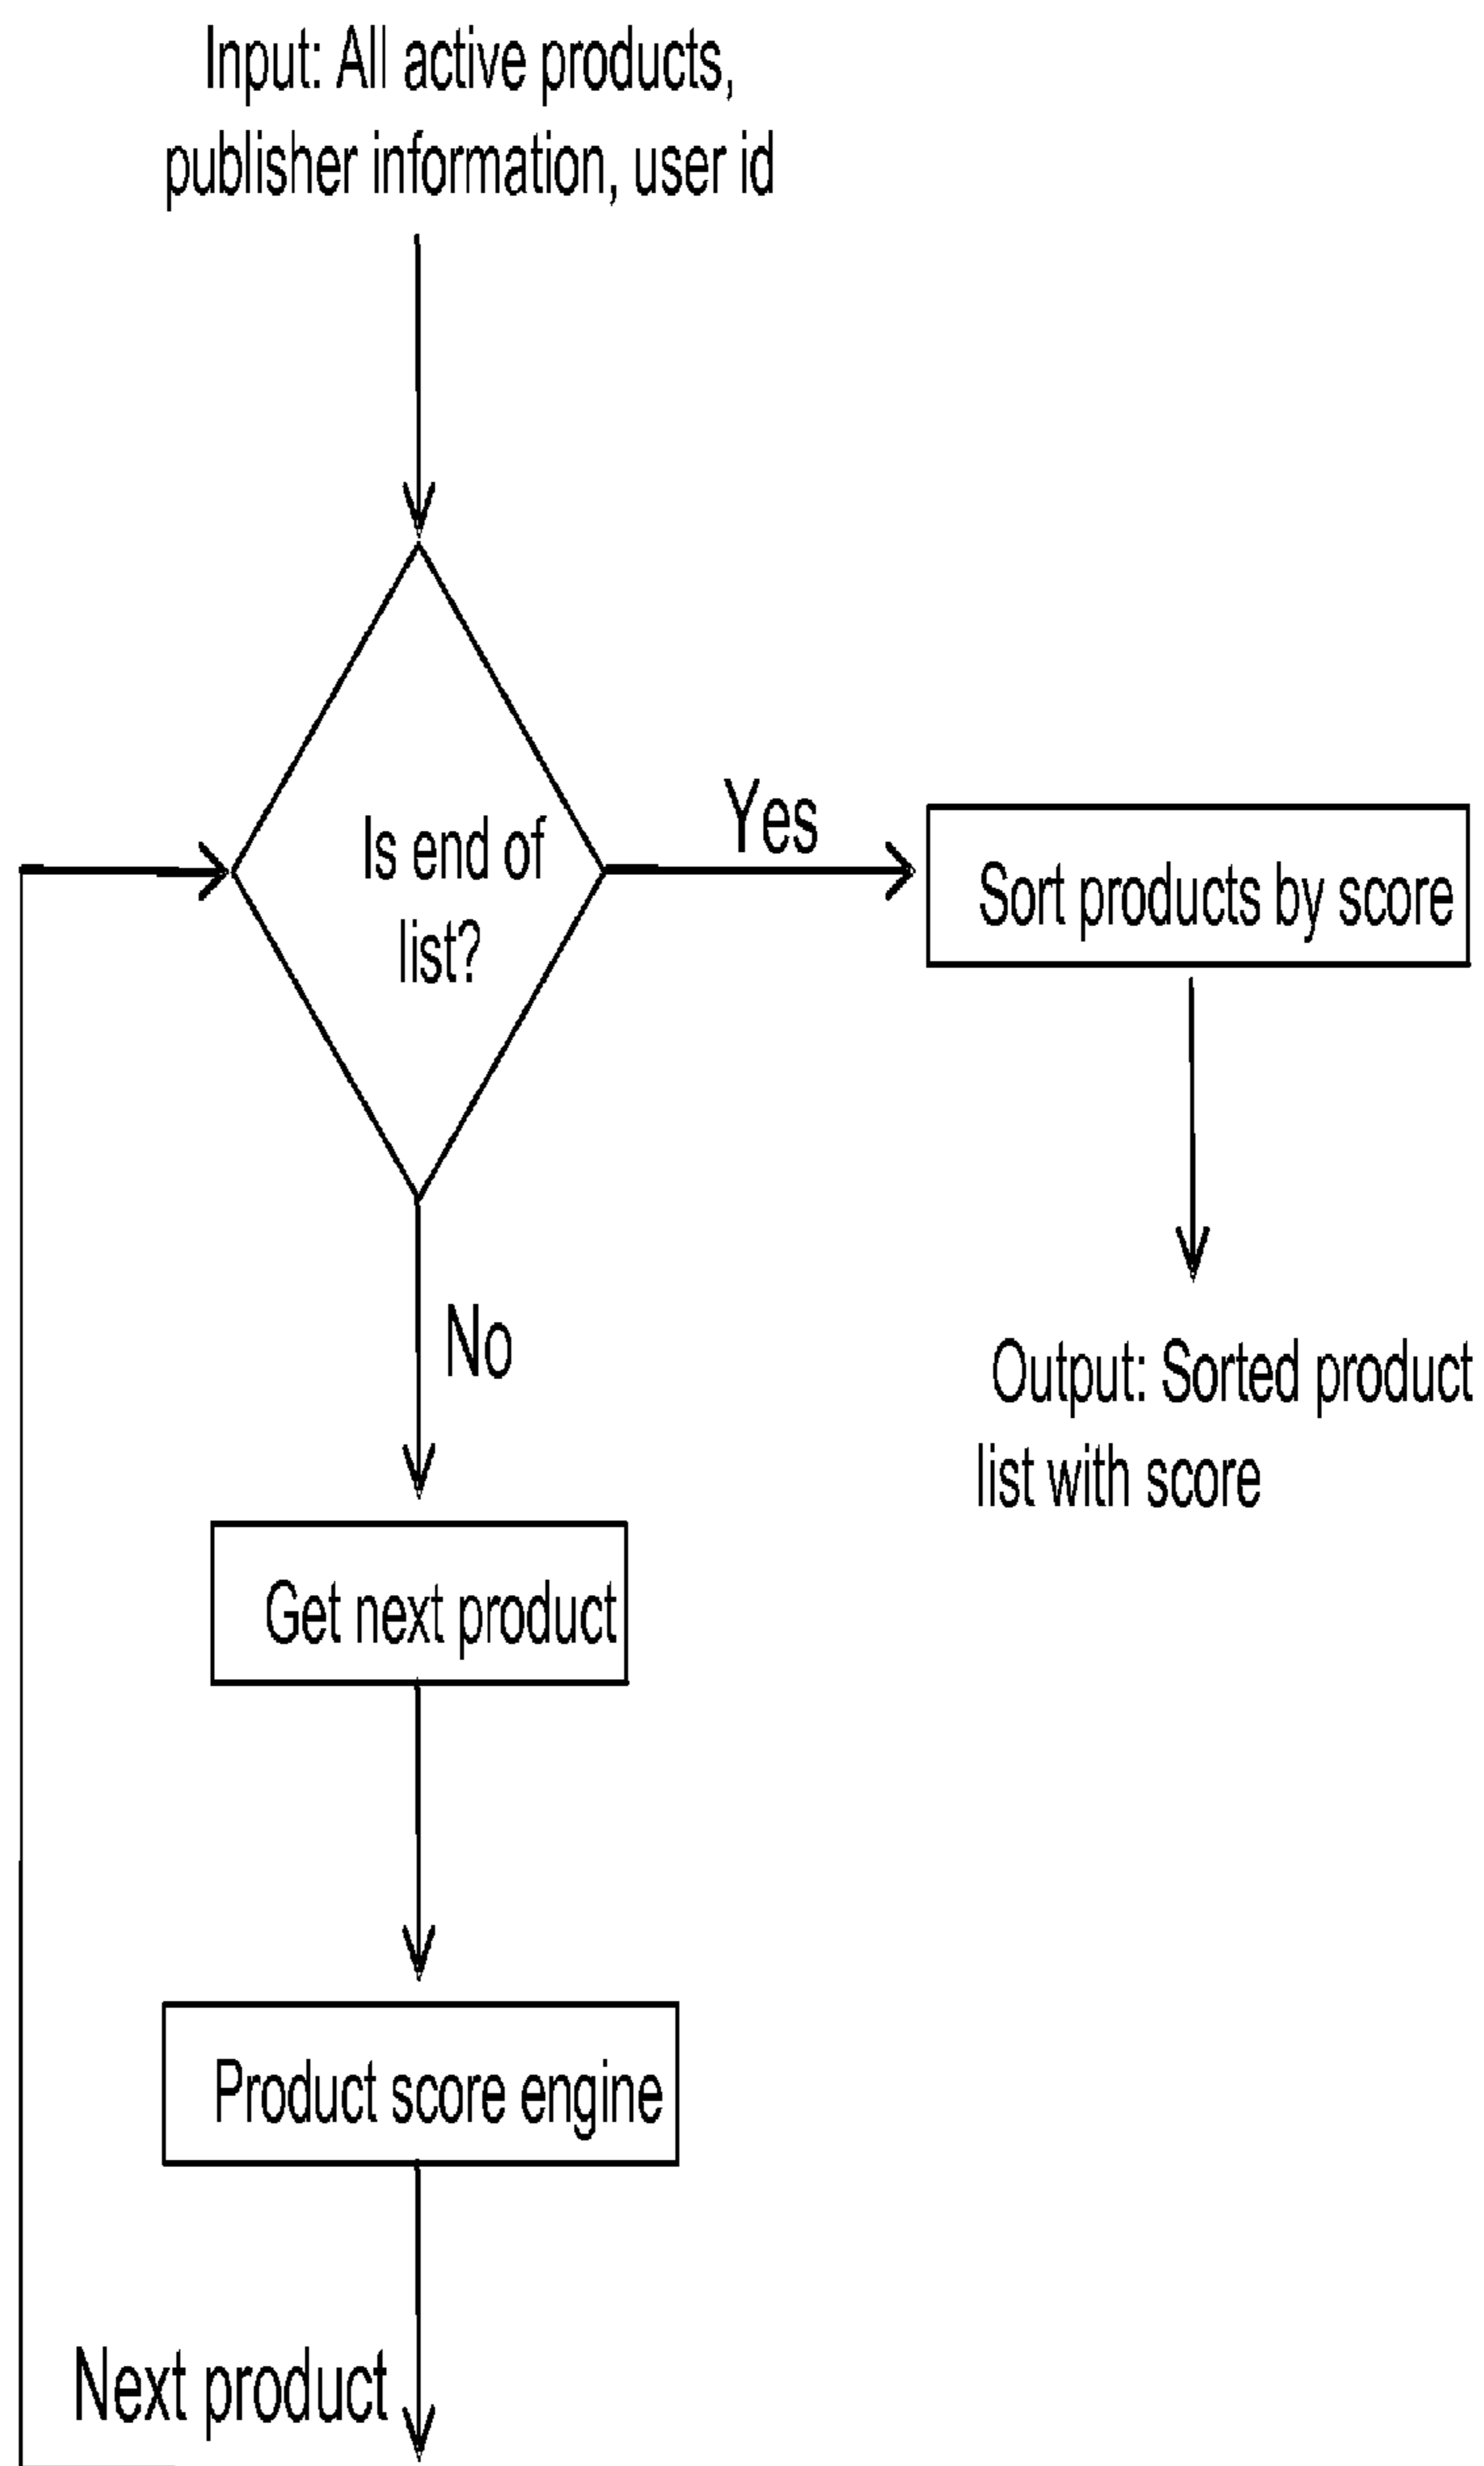 Input: All active products,
publisher information, user id
Is end of
list?
Yes
Sort products by score
No
Output: Sorted product
list with score
Get next product
Product score engine
Next product